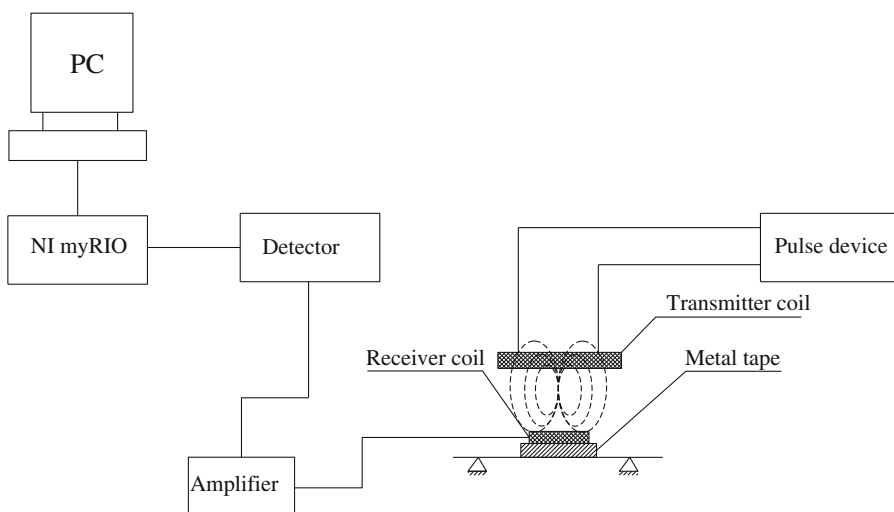 PC
NI myRIO
Detector
Pulse device
Transmitter coil
Receiver coil
Metal tape
Amplifier